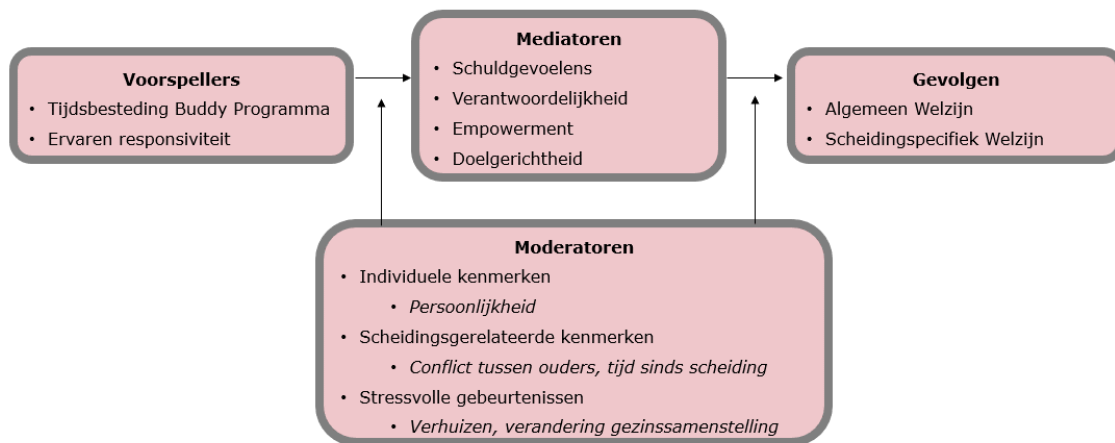 Voorspellers
• Tijdsbesteding Buddy Programma
• Ervaren responsiviteit
Mediatoren
• Schuldgevoelens
• Verantwoordelijkheid
• Empowerment
• Doelgerichtheid
Gevolgen
• Algemeen Welzijn
• Scheidingspecifiek Welzijn
Moderatoren
• Individuele kenmerken
• Persoonlijkheid
• Scheidingsgerelateerde kenmerken
• Conflict tussen ouders, tijd sinds scheiding
• Stressvolle gebeurtenissen
• Verhuizen, verandering gezinssamenstelling